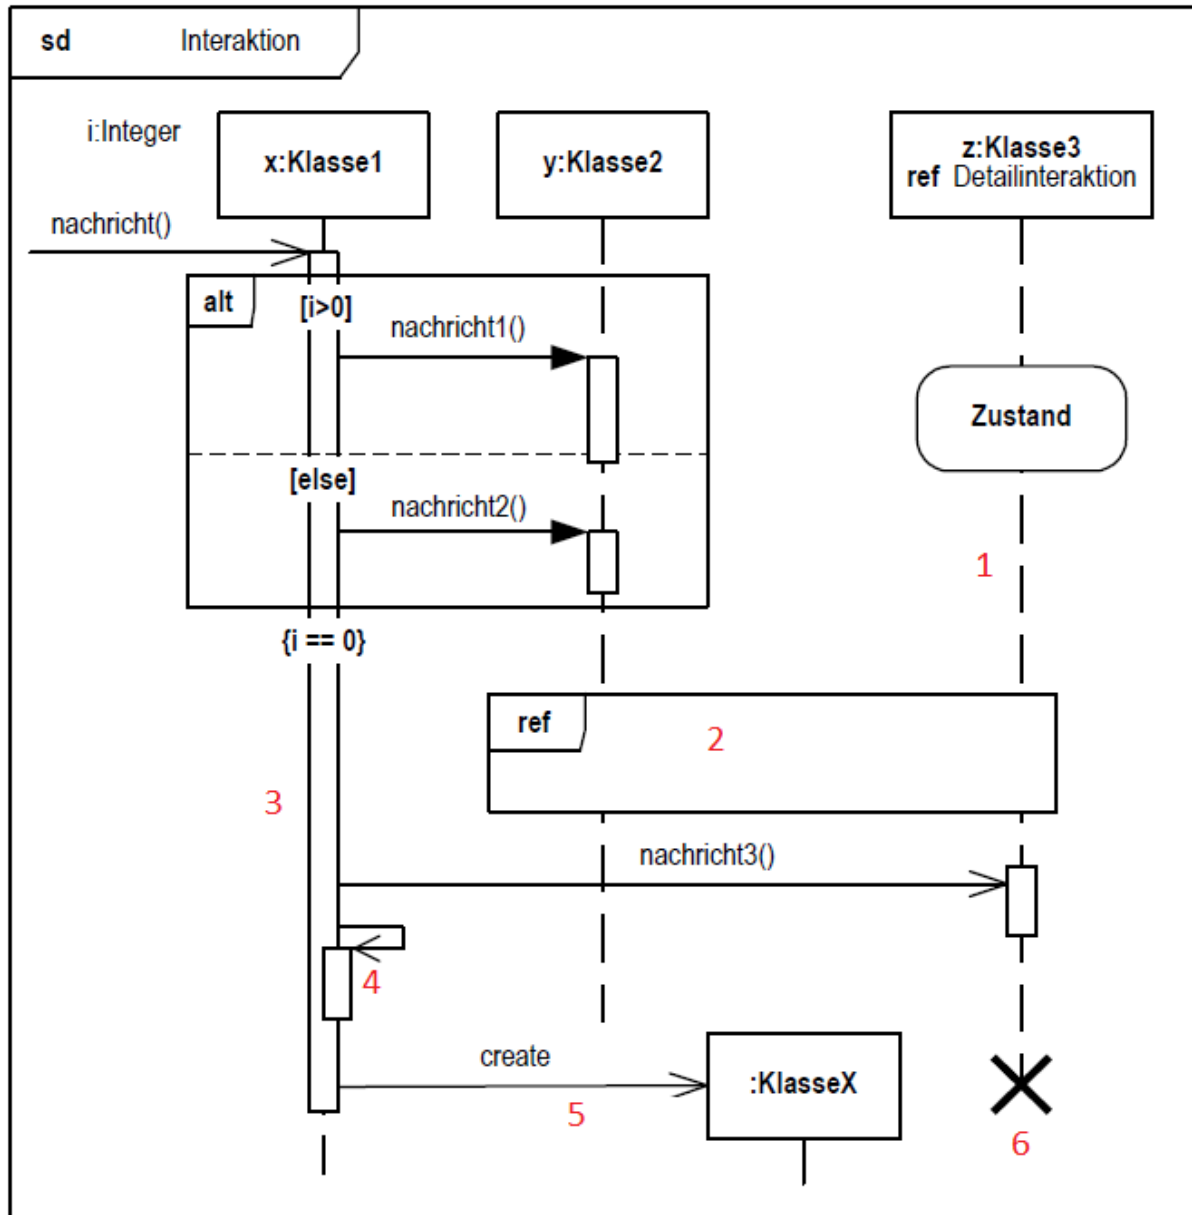 sd Interaktion
i:Integer
x:Klasse1
y:Klasse2
z:Klasse3
ref Detailinteraktion
nachricht()
alt
[i>0]
nachricht1()
Zustand
[else]
nachricht2()
1
{i == 0}
ref
2
3
nachricht3()
4
create
:KlasseX
5
6